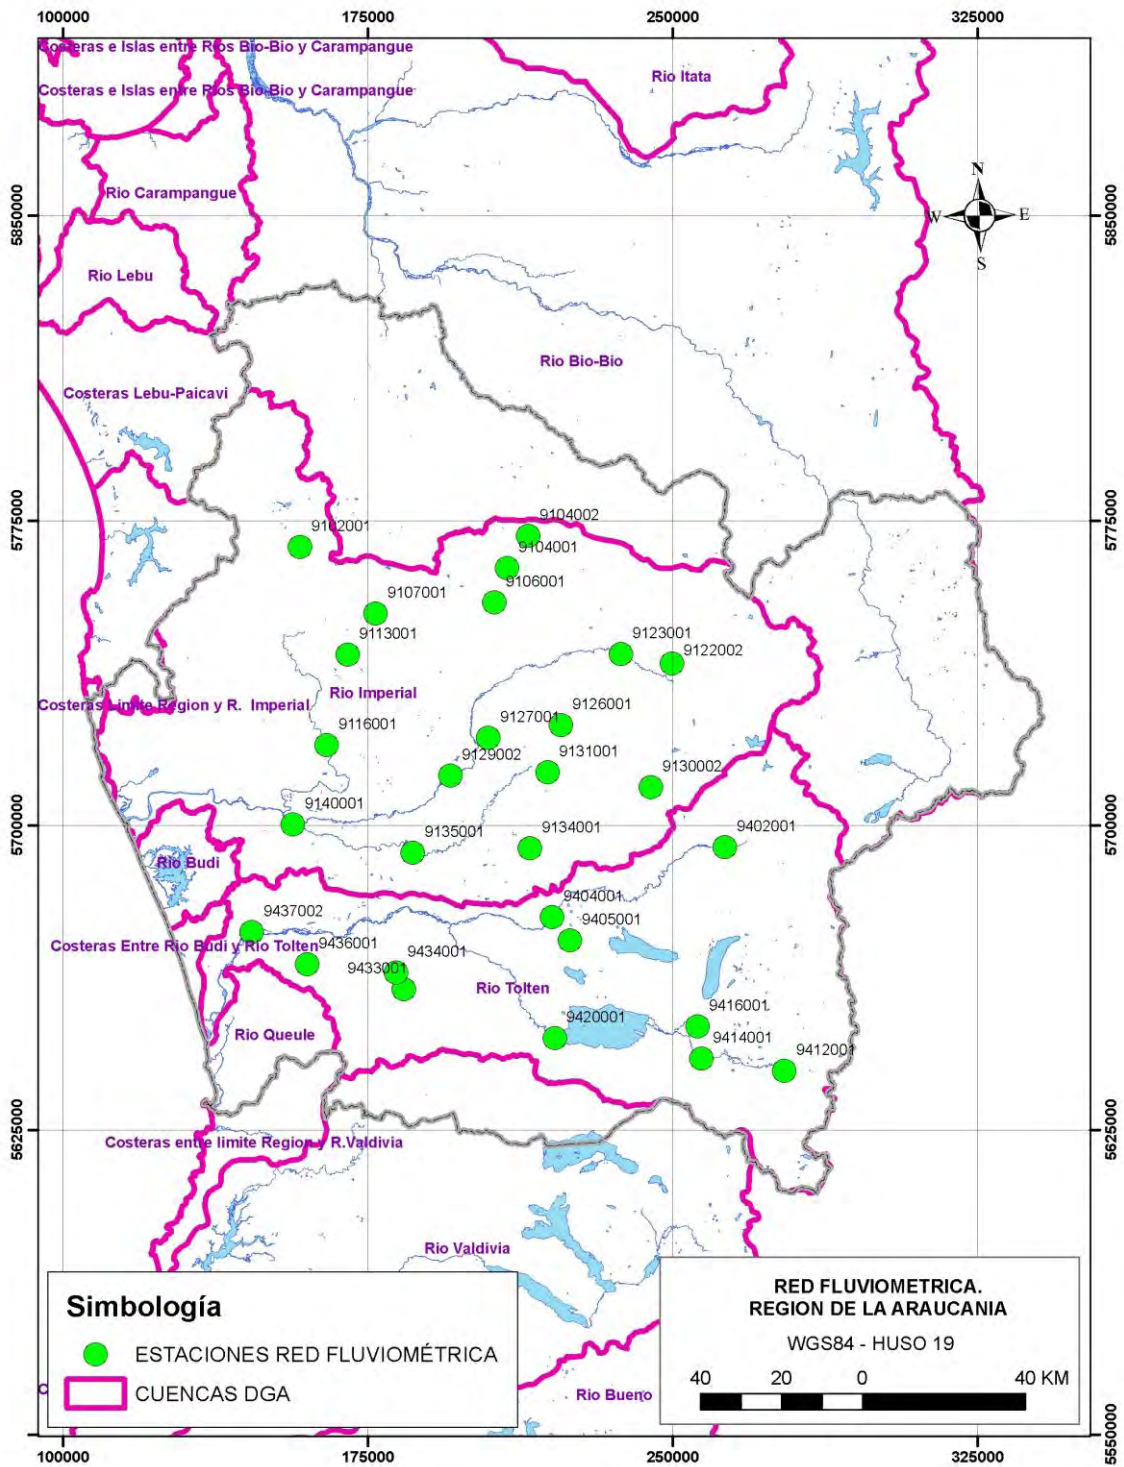 100000 175000 250000 325000
Costeras e Islas entre Rios Bio-Bio y Carampangue
Rio Itata
Costeras e Islas entre Rios Bio-Bio y Carampangue
N
Rio Carampangue
5850000 W E 5850000
S
Rio Lebu
Rio Bio-Bio
Costeras Lebu-Paicavi
9104002
5775000 5775000
9102001
9104001
9106001
9107001
9113001
9123001
9122002
Rio Imperial
Costeras Limite Region y R. Imperial
9126001
9127001
9116001
9129002
9131001
9130002
9140001
5700000 5700000
9135001
9134001
9402001
Rio Budi
9404001
9437002
9405001
Costeras Entre Rio Budi y Rio Tolten
9436001
9434001
9433001
Rio Tolten
9416001
9420001
Rio Queule
9414001
9412001
5625000 5625000
Costeras entre limite Region y R.Valdivia
Rio Valdivia
Simbología
ESTACIONES RED FLUVIOMÉTRICA
CUENCAS DGA
RED FLUVIOMETRICA.
REGION DE LA ARAUCANIA
WGS84 - HUSO 19
40 20 0 40 KM
Rio Bueno
5550000
100000 175000 250000 325000